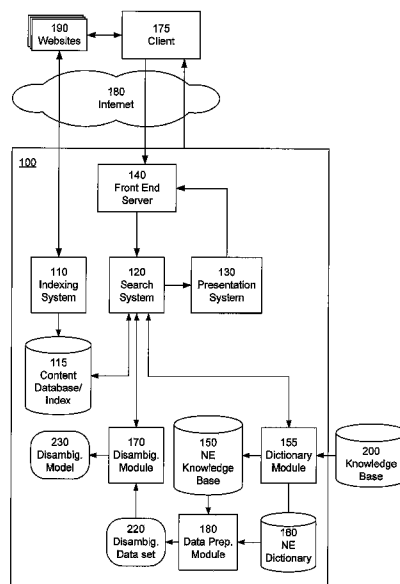 190
Websites
175
Client
180
Internet
100
140
Front End
Server
110
Indexing
System
120
Search
System
130
Presentation
System
115
Content
Database/
Index
230
Disambig.
Model
170
Disambig.
Module
150
NE
Knowledge
Base
155
Dictionary
Module
200
Knowledge
Base
220
Disambig.
Data set
180
Data Prep.
Module
160
NE
Dictionary